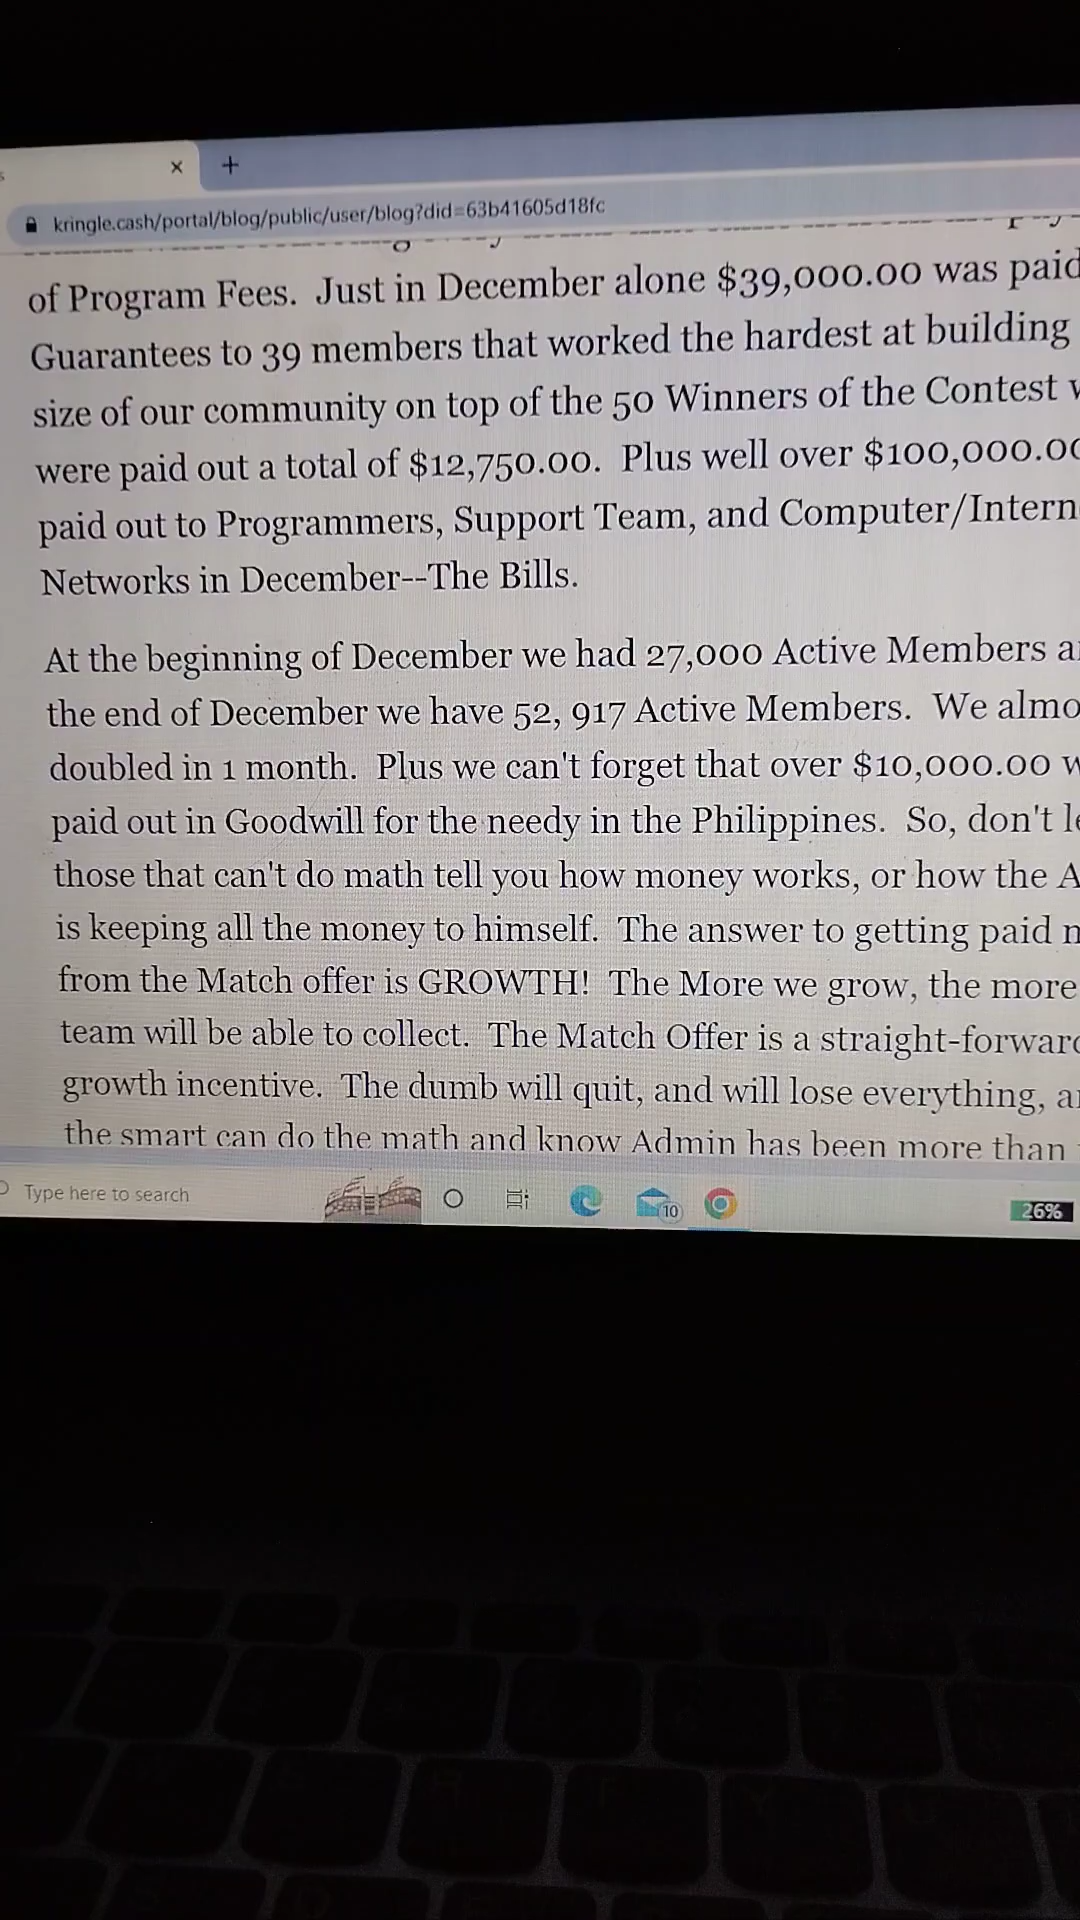 kringle.cash/portal/blog/public/user/blog?did=63b41605d18fc
of Program Fees. Just in December alone $39,000.00 was paid
Guarantees to 39 members that worked the hardest at building
size of our community on top of the 50 Winners of the Contest
were paid out a total of $12,750.00. Plus well over $100,000.00
paid out to Programmers, Support Team, and Computer/Intern
Networks in December--The Bills.
At the beginning of December we had 27,000 Active Members
the end of December we have 52, 917 Active Members. We almo
doubled in 1 month. Plus we can't forget that over $10,000.00
paid out in Goodwill for the needy in the Philippines. So, don't
those that can't do math tell you how money works, or how the A
is keeping all the money to himself. The answer to getting paid
from the Match offer is GROWTH! The More we grow, the more
team will be able to collect. The Match Offer is a straight-forward
growth incentive. The dumb will quit, and will lose everything,
the smart can do the math and know Admin has been more than
Type here to search
10
26%